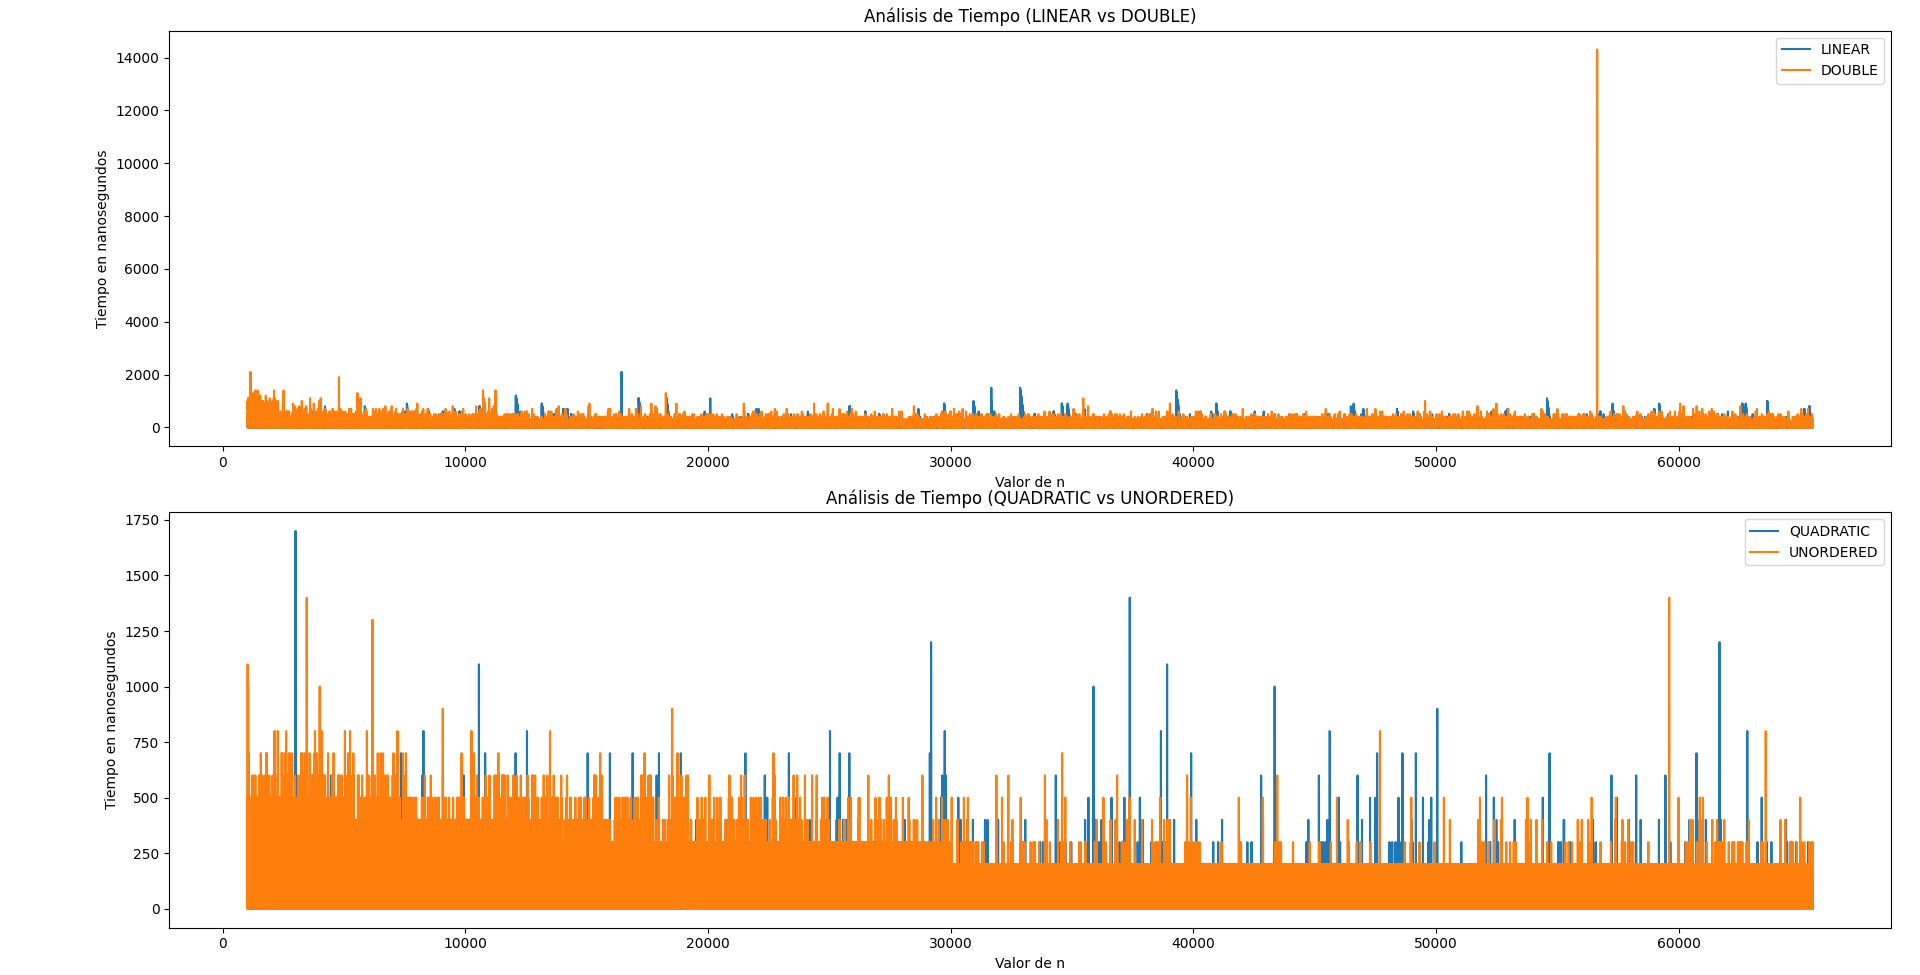 Análisis de Tiempo (LINEAR vs DOUBLE)
LINEAR
DOUBLE
Tiempo en nanosegundos
14000
12000
10000
8000
6000
4000
2000
0
0 10000 20000 30000 40000 50000 60000
Valor de n
Análisis de Tiempo (QUADRATIC vs UNORDERED)
QUADRATIC
UNORDERED
Tiempo en nanosegundos
1750
1500
1250
1000
750
500
250
0
0 10000 20000 30000 40000 50000 60000
Valor de n